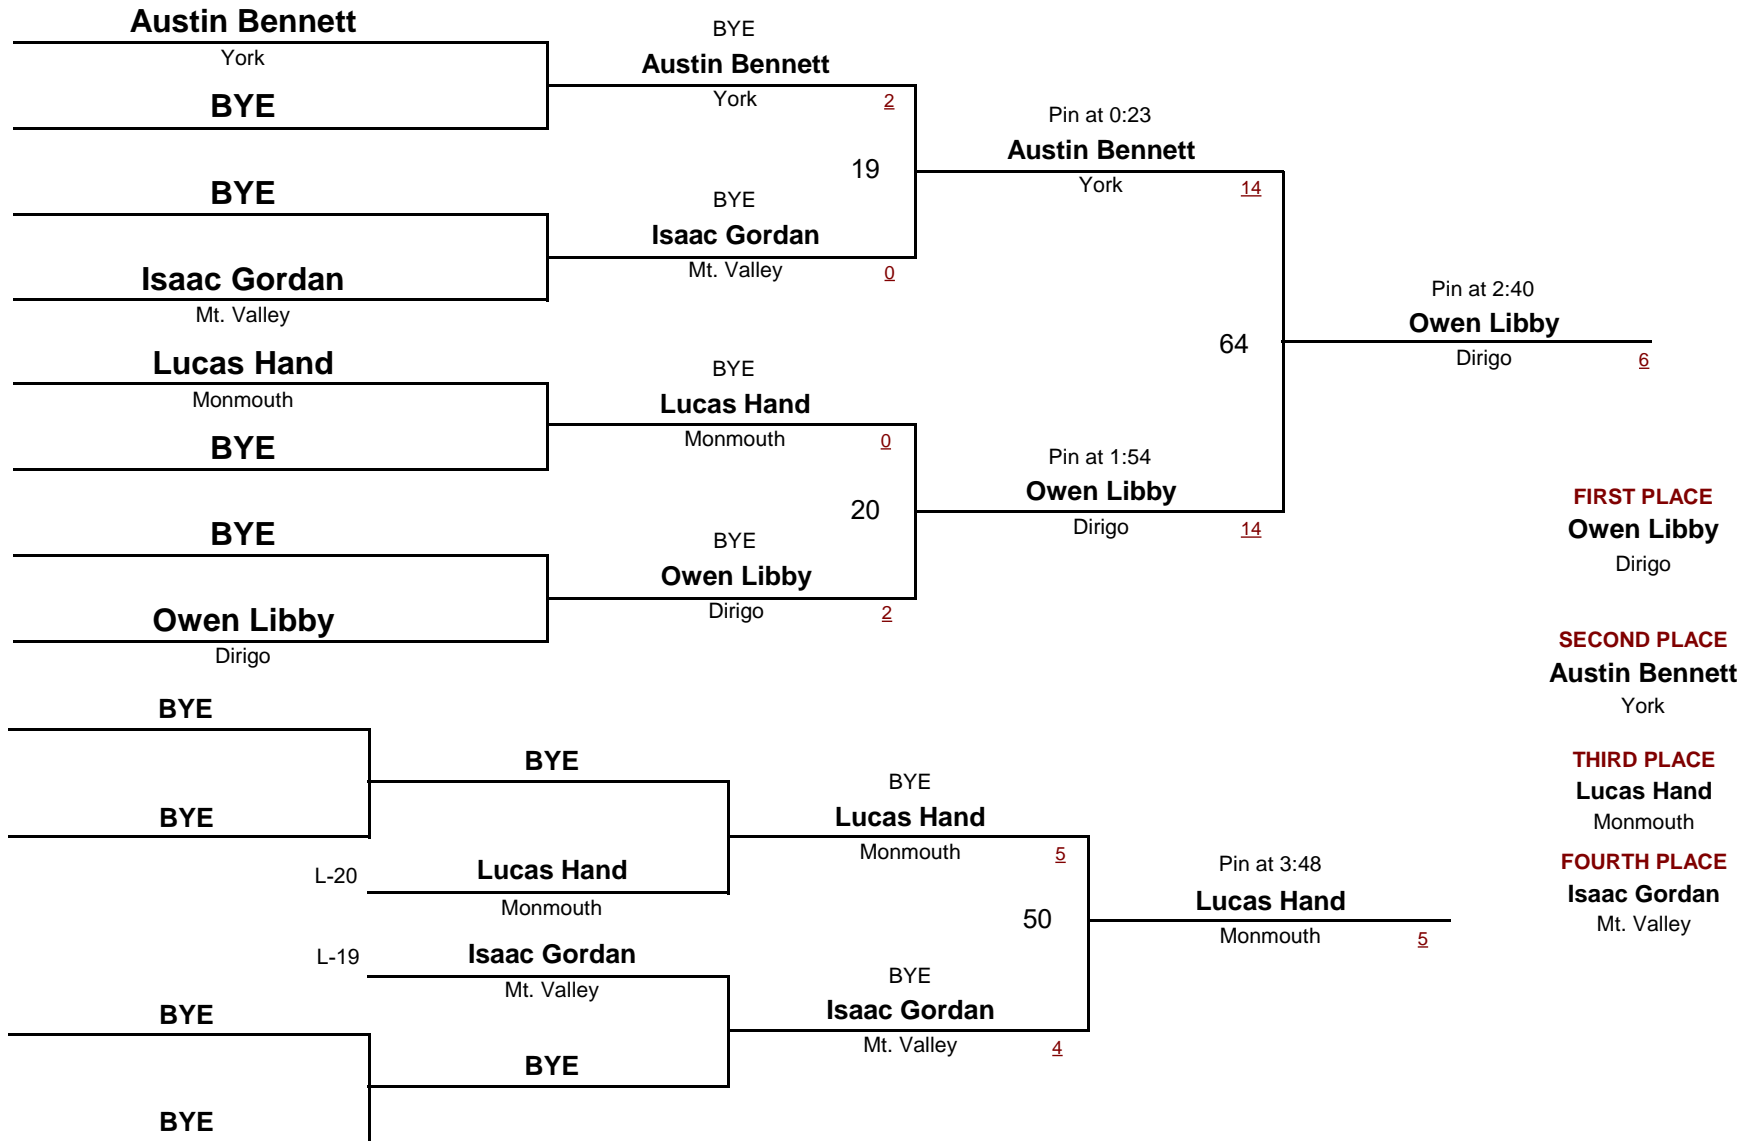 Austin Bennett
York
BYE
BYE
Isaac Gordan
Mt. Valley
Lucas Hand
Monmouth
BYE
BYE
Owen Libby
Dirigo
BYE
Austin Bennett
York 2
19
BYE
Isaac Gordan
Mt. Valley 0
BYE
Lucas Hand
Monmouth 0
20
BYE
Owen Libby
Dirigo 2
Pin at 0:23
Austin Bennett
York 14
64
Pin at 1:54
Owen Libby
Dirigo 14
Pin at 2:40
Owen Libby
Dirigo 6
FIRST PLACE
Owen Libby
Dirigo
SECOND PLACE
Austin Bennett
York
THIRD PLACE
Lucas Hand
Monmouth
FOURTH PLACE
Isaac Gordan
Mt. Valley
BYE
BYE
BYE
L-20 Lucas Hand
Monmouth
L-19 Isaac Gordan
Mt. Valley
BYE
BYE
BYE
BYE
Lucas Hand
Monmouth 5
50
BYE
Isaac Gordan
Mt. Valley 4
Pin at 3:48
Lucas Hand
Monmouth 5